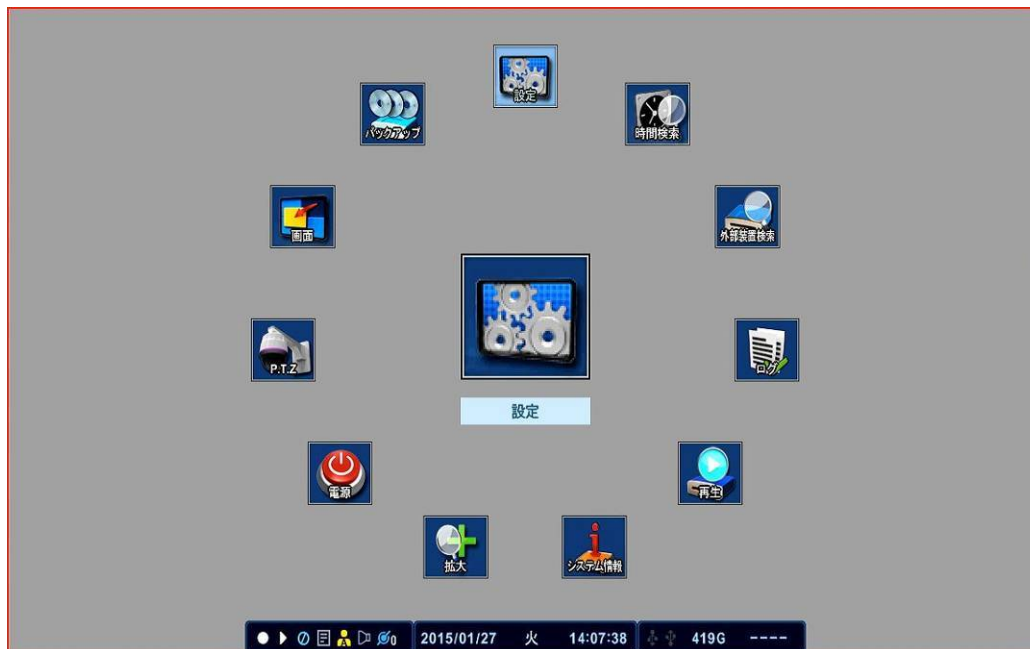 設定
バックアップ
時間検索
画面
外部装置検索
P.T.Z
ログ
設定
電源
再生
拡大
システム情報
0 2015/01/27 火 14:07:38 419G ----